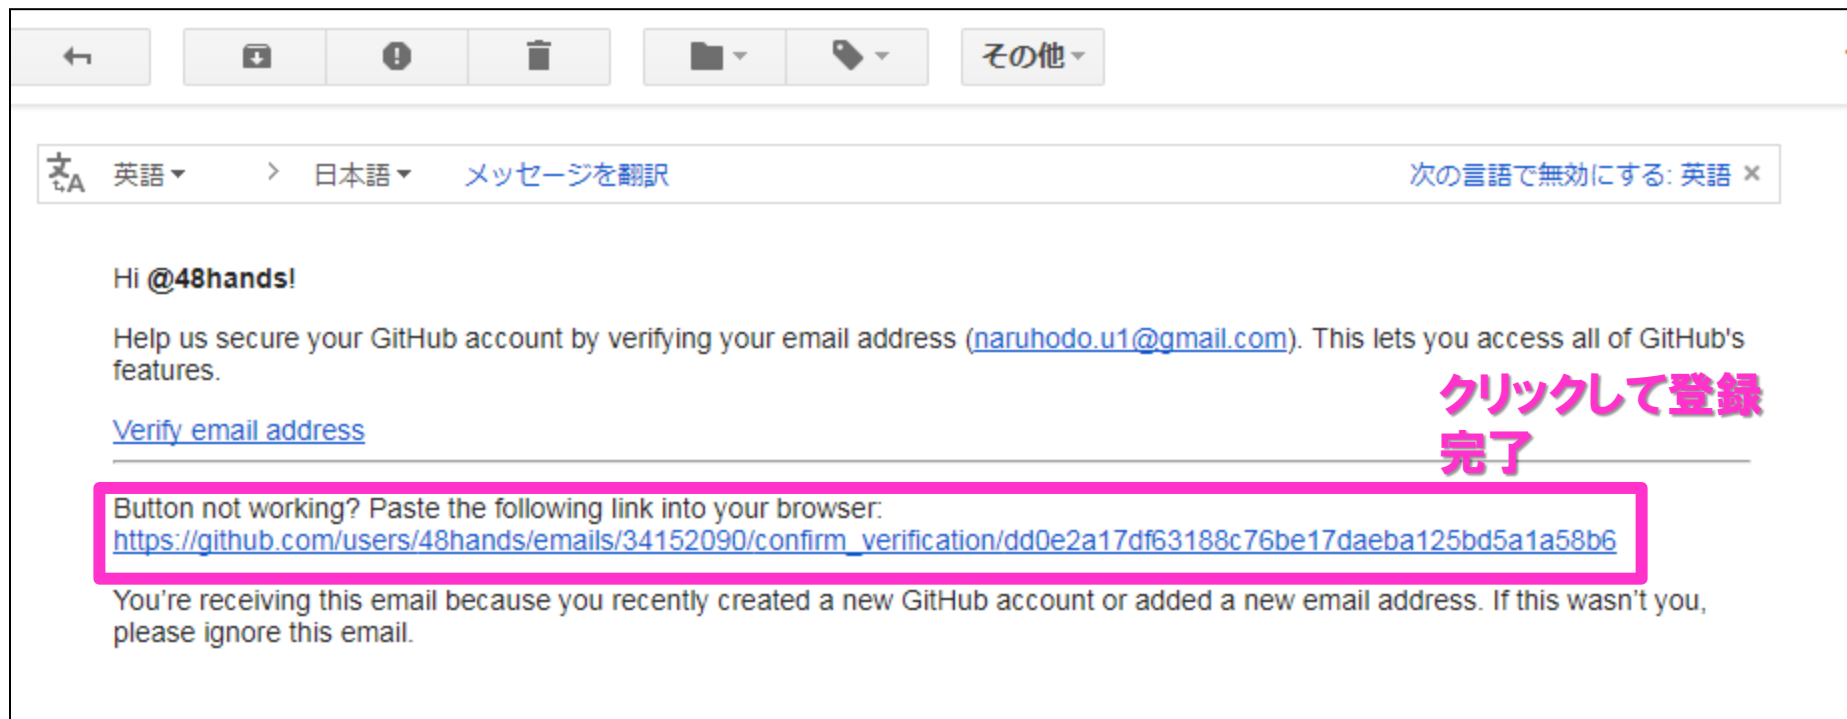 その他
英語 日本語 メッセージを翻訳 次の言語で無効にする: 英語 ×
Hi @48hands!
Help us secure your GitHub account by verifying your email address (naruhodo.u1@gmail.com). This lets you access all of GitHub's
features.
クリックして登録
完了
Verify email address
Button not working? Paste the following link into your browser:
https://github.com/users/48hands/emails/34152090/confirm_verification/dd0e2a17df63188c76be17daeba125bd5a1a58b6
You're receiving this email because you recently created a new GitHub account or added a new email address. If this wasn't you,
please ignore this email.